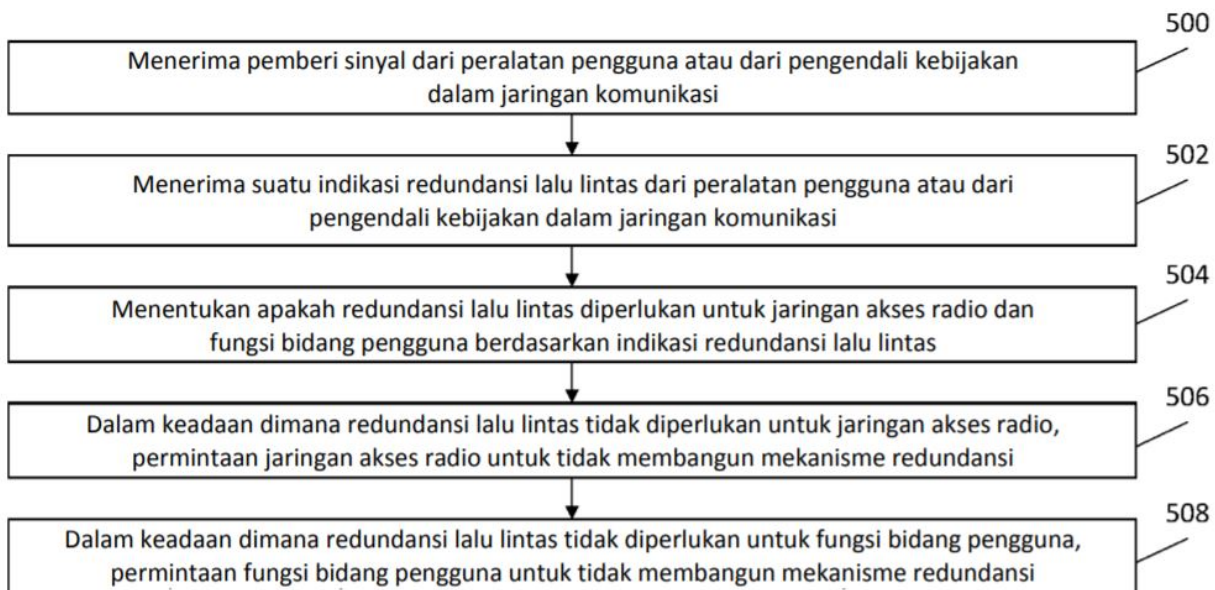 500
Menerima pemberi sinyal dari peralatan pengguna atau dari pengendali kebijakan
dalam jaringan komunikasi
502
Menerima suatu indikasi redundansi lalu lintas dari peralatan pengguna atau dari
pengendali kebijakan dalam jaringan komunikasi
504
Menentukan apakah redundansi lalu lintas diperlukan untuk jaringan akses radio dan
fungsi bidang pengguna berdasarkan indikasi redundansi lalu lintas
506
Dalam keadaan dimana redundansi lalu lintas tidak diperlukan untuk jaringan akses radio,
permintaan jaringan akses radio untuk tidak membangun mekanisme redundansi
508
Dalam keadaan dimana redundansi lalu lintas tidak diperlukan untuk fungsi bidang pengguna,
permintaan fungsi bidang pengguna untuk tidak membangun mekanisme redundansi